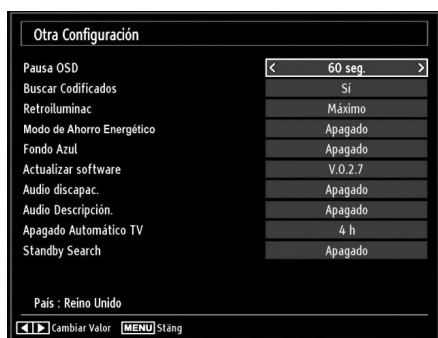 Otra Configuración
Pausa OSD < 60 seg. >
Buscar Codificados Sí
Retroiluminac Máximo
Modo de Ahorro Energético Apagado
Fondo Azul Apagado
Actualizar software V.0.2.7
Audio discapac. Apagado
Audio Descripción. Apagado
Apagado Automático TV 4 h
Standby Search Apagado
País : Reino Unido
Cambiar Valor MENU Stäng